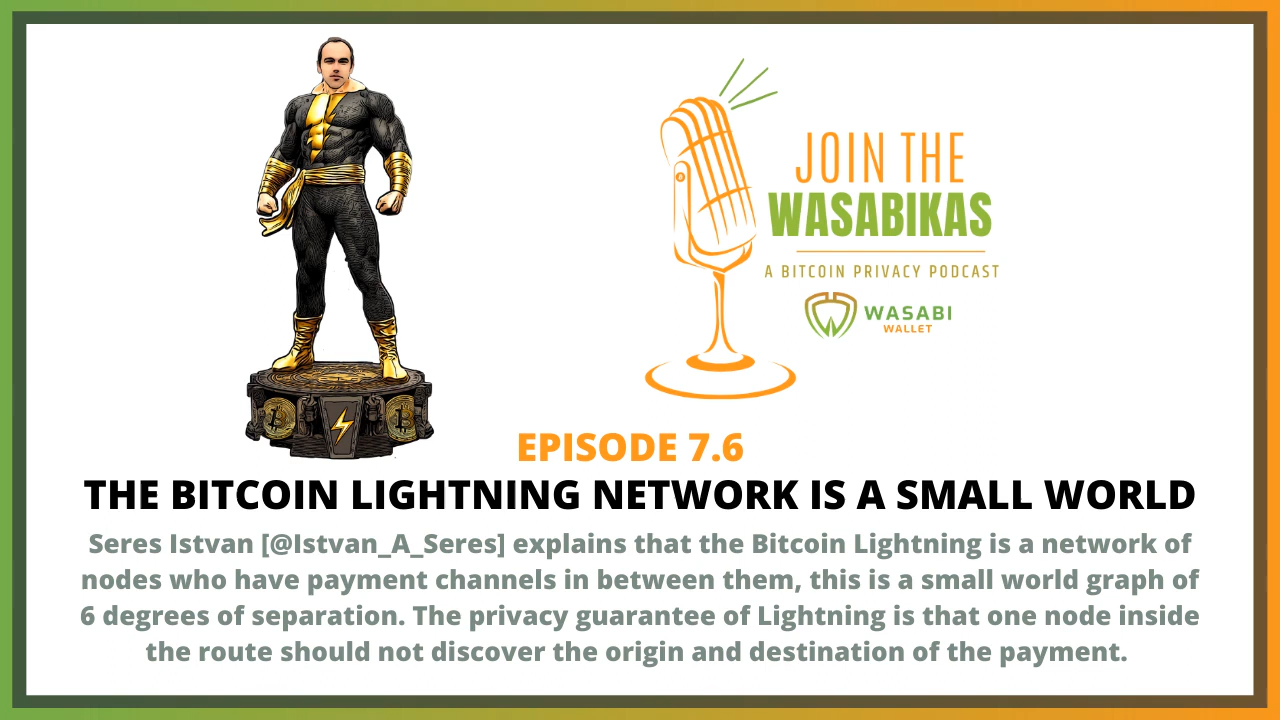 JOIN THE
WASABIKAS
A BITCOIN PRIVACY PODCAST
WASABI
WALLET
EPISODE 7.6
THE BITCOIN LIGHTNING NETWORK IS A SMALL WORLD
Seres Istvan [@Istvan_A_Seres] explains that the Bitcoin Lightning is a network of
nodes who have payment channels in between them, this is a small world graph of
6 degrees of separation. The privacy guarantee of Lightning is that one node inside
the route should not discover the origin and destination of the payment.